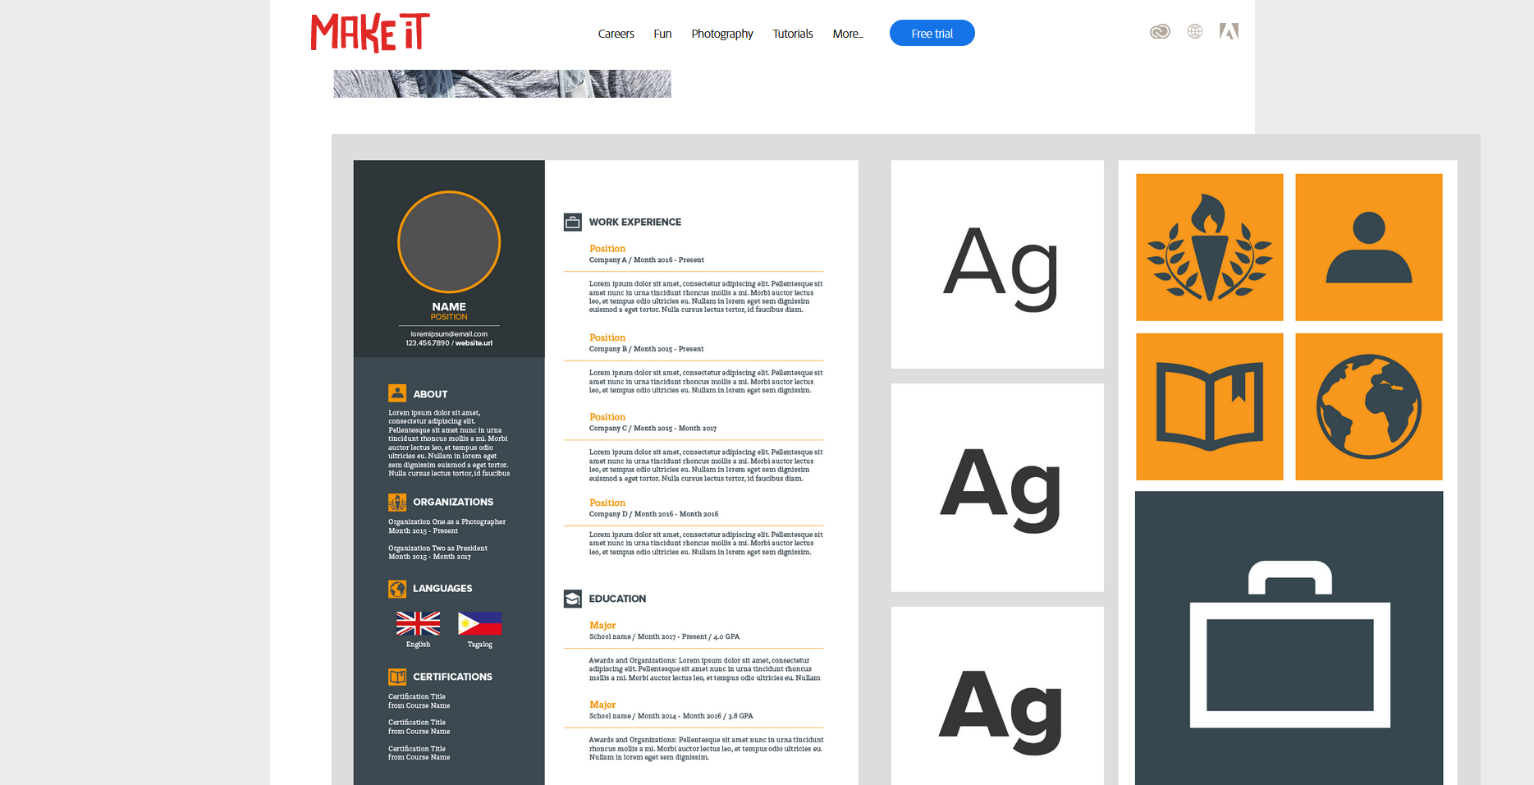 MAKE iT
Careers
Fun
Photography
Tutorials
More...
Free trial
NAME
POSITION
loremipsum@email.com
123.456.7890 / website.url
ABOUT
Lorem ipsum dolor sit amet,
consectetur adipiscing elit.
Pellentesque sit amet nunc in urna
tincidunt rhoncus mollis a mi. Morbi
auctor lectus leo, et tempus odio
ultricies eu. Nullam in lorem eget
sem dignissim euismod a eget tortor.
Nulla cursus lectus tortor, id faucibus
ORGANIZATIONS
Organization One as a Photographer
Month 2015 - Present
Organization Two as President
Month 2015 - Month 2017
LANGUAGES
English
Tagalog
CERTIFICATIONS
Certification Title
from Course Name
Certification Title
from Course Name
Certification Title
from Course Name
WORK EXPERIENCE
Position
Company A / Month 2016 - Present
Lorem ipsum dolor sit amet, consectetur adipiscing elit. Pellentesque sit
amet nunc in urna tincidunt rhoncus mollis a mi. Morbi auctor lectus
leo, et tempus odio ultricies eu. Nullam in lorem eget sem dignissim
euismod a eget tortor. Nulla cursus lectus tortor, id faucibus diam.
Position
Company B / Month 2015 - Present
Lorem ipsum dolor sit amet, consectetur adipiscing elit. Pellentesque sit
amet nunc in urna tincidunt rhoncus mollis a mi. Morbi auctor lectus
leo, et tempus odio ultricies eu. Nullam in lorem eget sem dignissim.
Position
Company C / Month 2015 - Month 2017
Lorem ipsum dolor sit amet, consectetur adipiscing elit. Pellentesque sit
amet nunc in urna tincidunt rhoncus mollis a mi. Morbi auctor lectus
leo, et tempus odio ultricies eu. Nullam in lorem eget sem dignissim
euismod a eget tortor. Nulla cursus lectus tortor, id faucibus diam.
Position
Company D / Month 2016 - Month 2016
Lorem ipsum dolor sit amet, consectetur adipiscing elit. Pellentesque sit
amet nunc in urna tincidunt rhoncus mollis a mi. Morbi auctor lectus
leo, et tempus odio ultricies eu. Nullam in lorem eget sem dignissim.
EDUCATION
Major
School name / Month 2017 - Present / 4.0 GPA
Awards and Organizations: Lorem ipsum dolor sit amet, consectetur
adipiscing elit. Pellentesque sit amet nunc in urna tincidunt rhoncus
mollis a mi. Morbi auctor lectus leo, et tempus odio ultricies eu. Nullam
Major
School name / Month 2014 - Month 2016 / 3.8 GPA
Awards and Organizations: Pellentesque sit amet nunc in urna tincidunt
rhoncus mollis a mi. Morbi auctor lectus leo, et tempus odio ultricies eu.
Nullam in lorem eget sem dignissim.
Ag
Ag
Ag